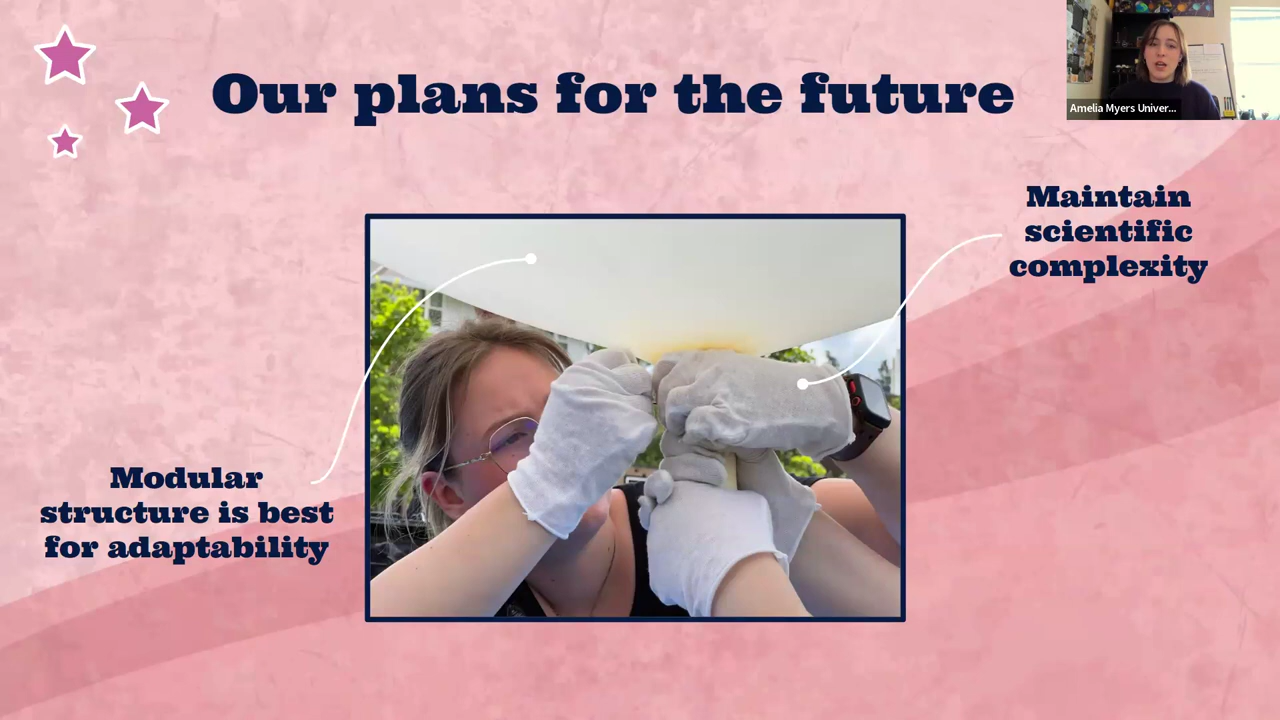 Our plans for the future
Amelia Myers Univer...
Maintain
scientific
complexity
Modular
structure is best
for adaptability